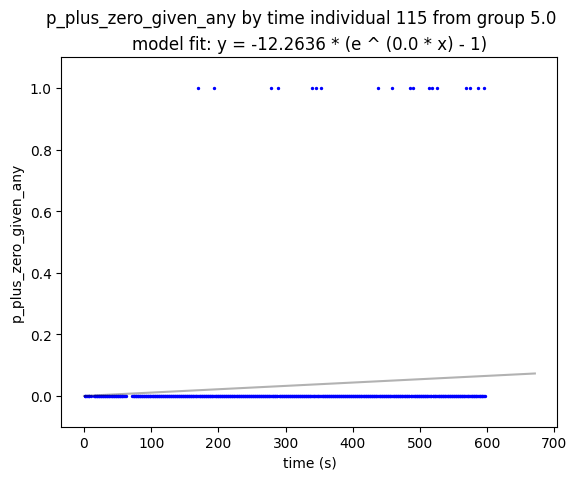 p_plus_zero_given_any by time individual 115 from group 5.0
model fit: y = -12.2636 * (e ^ (0.0 * x) - 1)
1.0
0.8
0.6
0.4
0.2
0.0
p_plus_zero_given_any
0 100 200 300 400 500 600 700
time (s)